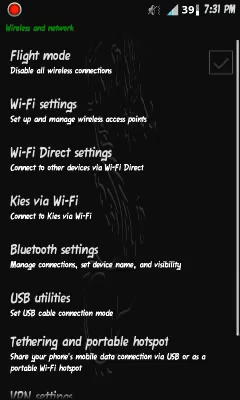 39 7:31 PM
Wireless and network
Flight mode
Disable all wireless connections
Wi-Fi settings
Set up and manage wireless access points
Wi-Fi Direct settings
Connect to other devices via Wi-Fi Direct
Kies via Wi-Fi
Connect to Kies via Wi-Fi
Bluetooth settings
Manage connections, set device name, and visibility
USB utilities
Set USB cable connection mode
Tethering and portable hotspot
Share your phone's mobile data connection via USB or as a
portable Wi-Fi hotspot
VPN settings